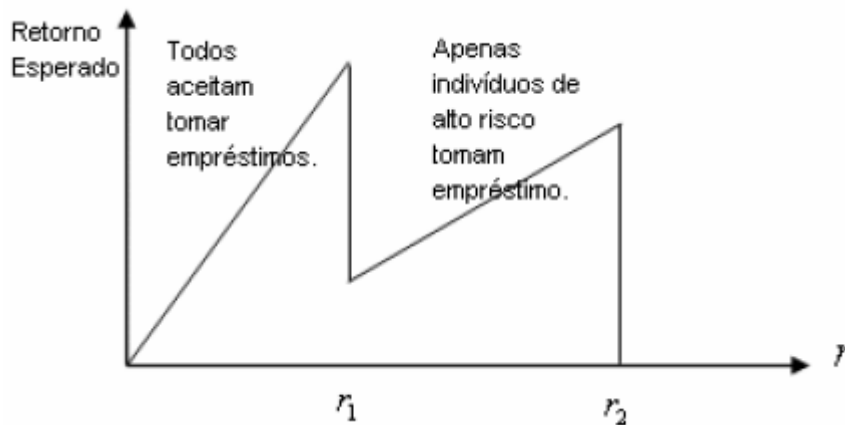 Retorno
Esperado
Todos
aceitam
tomar
empréstimos.
Apenas
indivíduos de
alto risco
tomam
empréstimo.
r₁
r₂
r